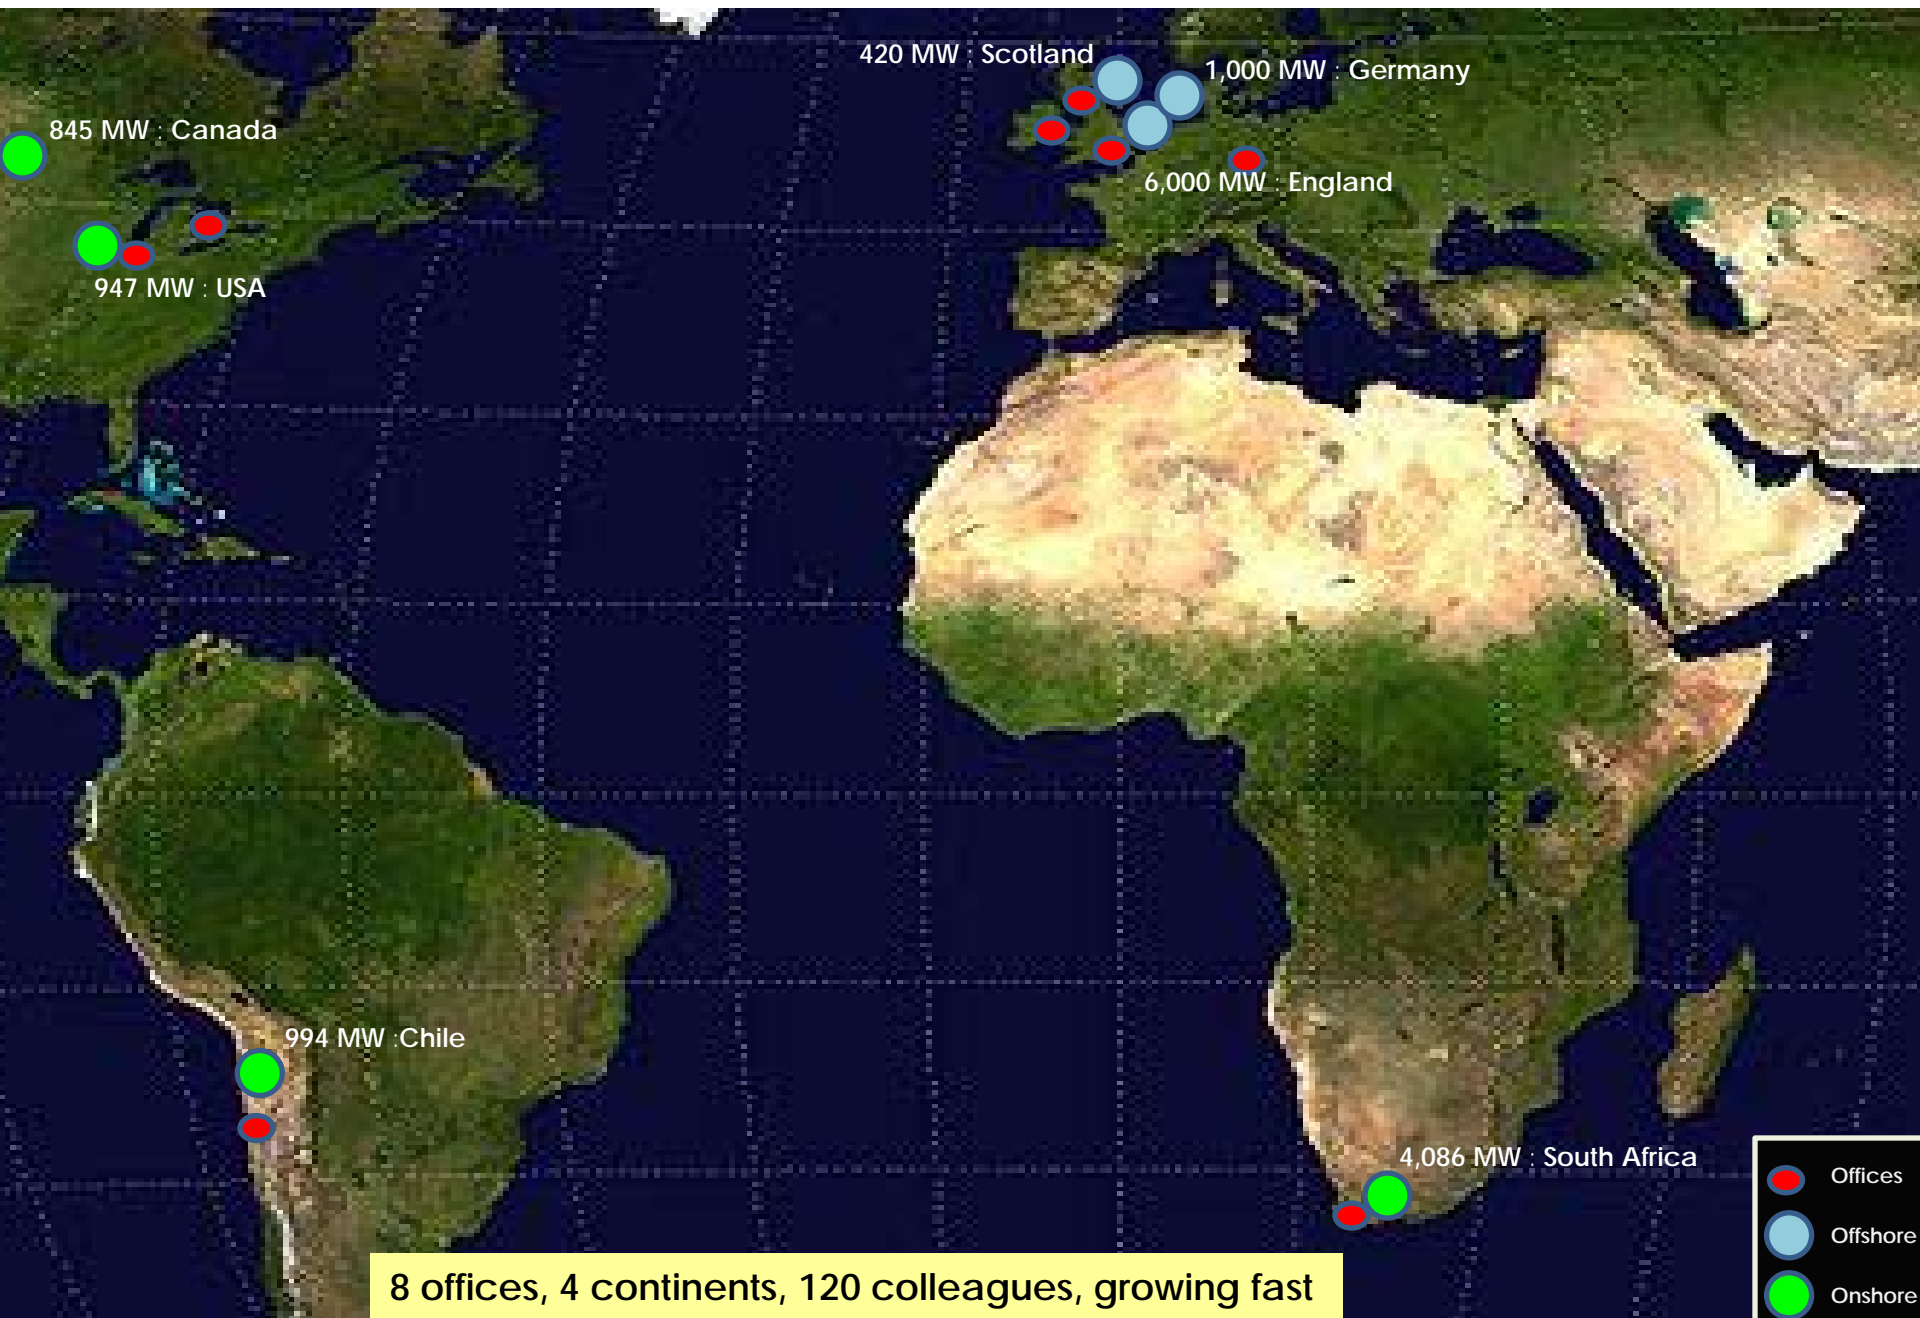 420 MW : Scotland
1,000 MW : Germany
845 MW : Canada
6,000 MW : England
947 MW : USA
994 MW :Chile
4,086 MW : South Africa
Offices
Offshore
Onshore
8 offices, 4 continents, 120 colleagues, growing fast